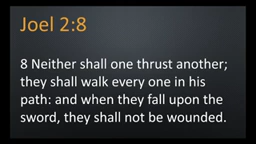 Joel 2:8
8 Neither shall one thrust another;
they shall walk every one in his
path: and when they fall upon the
sword, they shall not be wounded.